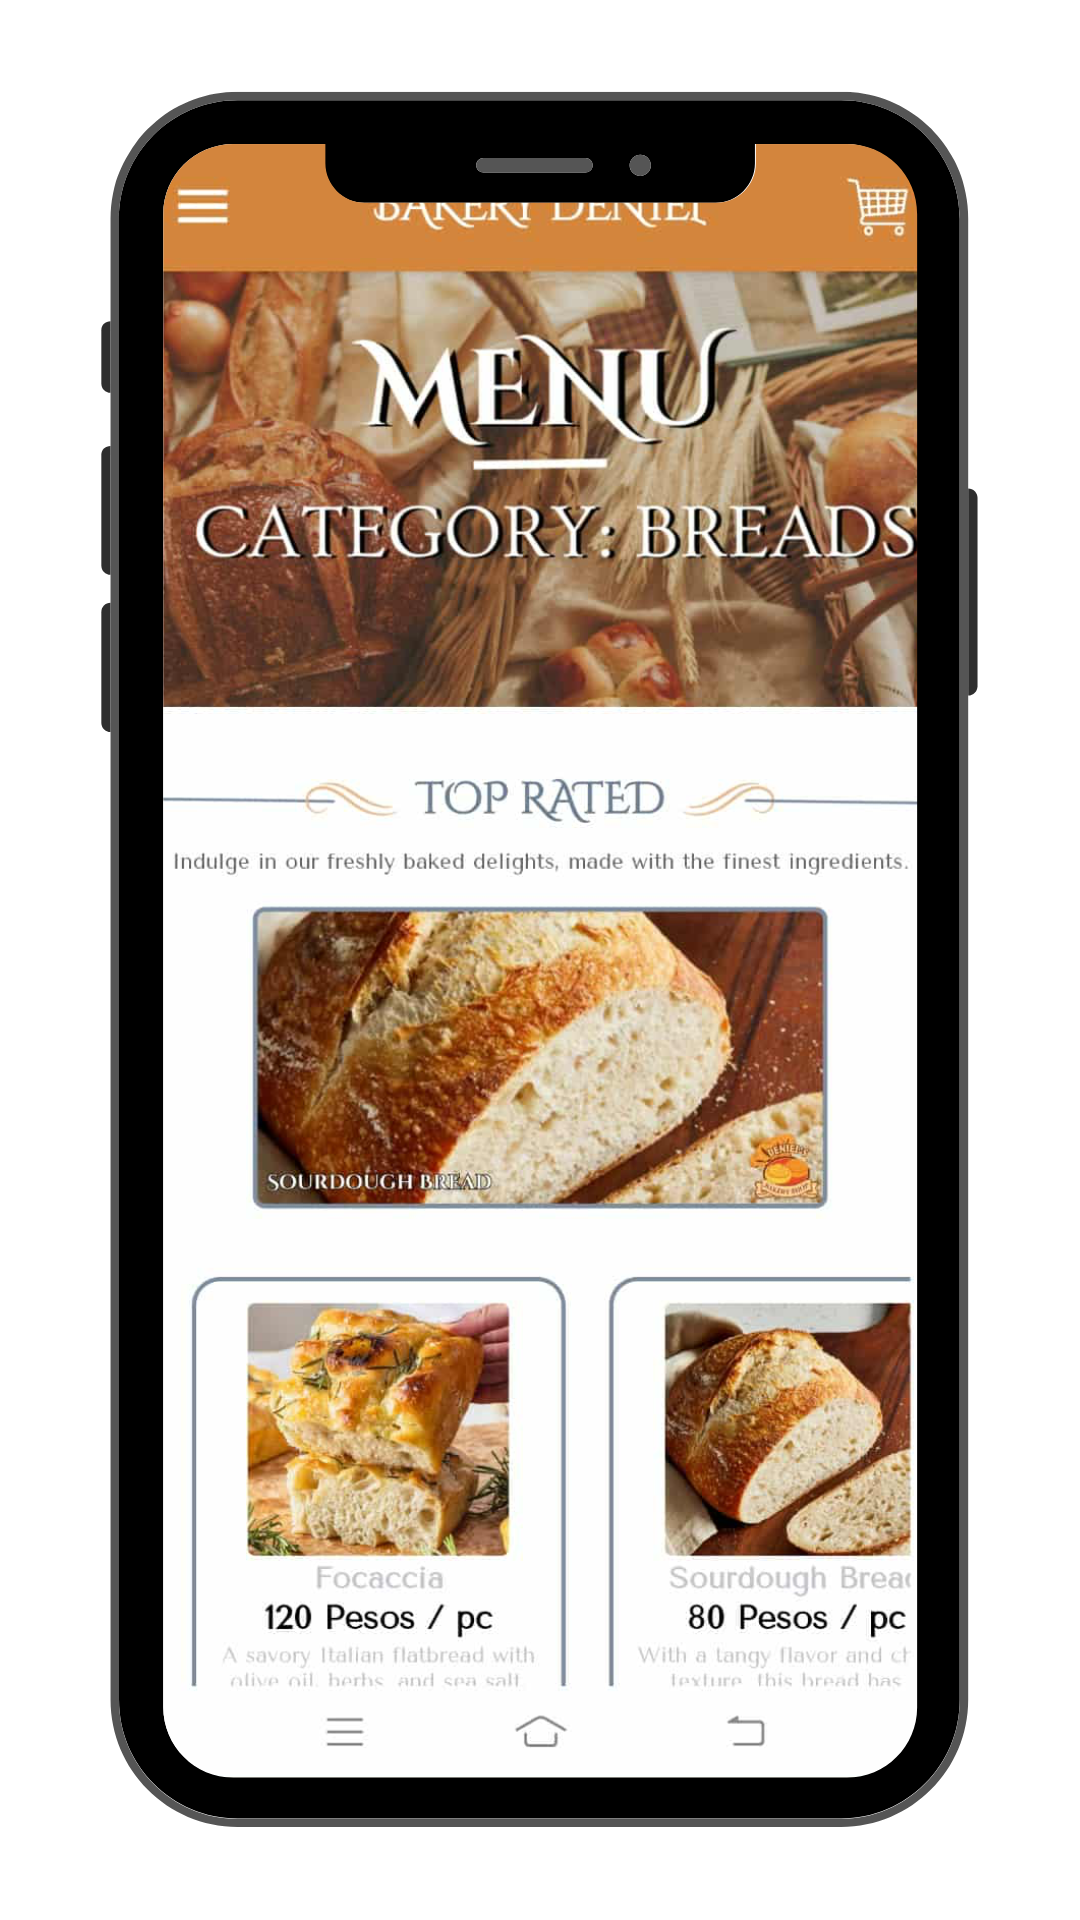 BAKERY DENIEL
MENU
CATEGORY: BREADS
TOP RATED
Indulge in our freshly baked delights, made with the finest ingredients.
SOURDOUGH BREAD
DENIEL'S
BAKERY SHOP
Focaccia
120 Pesos / pc
A savory Italian flatbread with
olive oil, herbs, and sea salt
Sourdough Bread
80 Pesos / pc
With a tangy flavor and ch
texture, this bread has